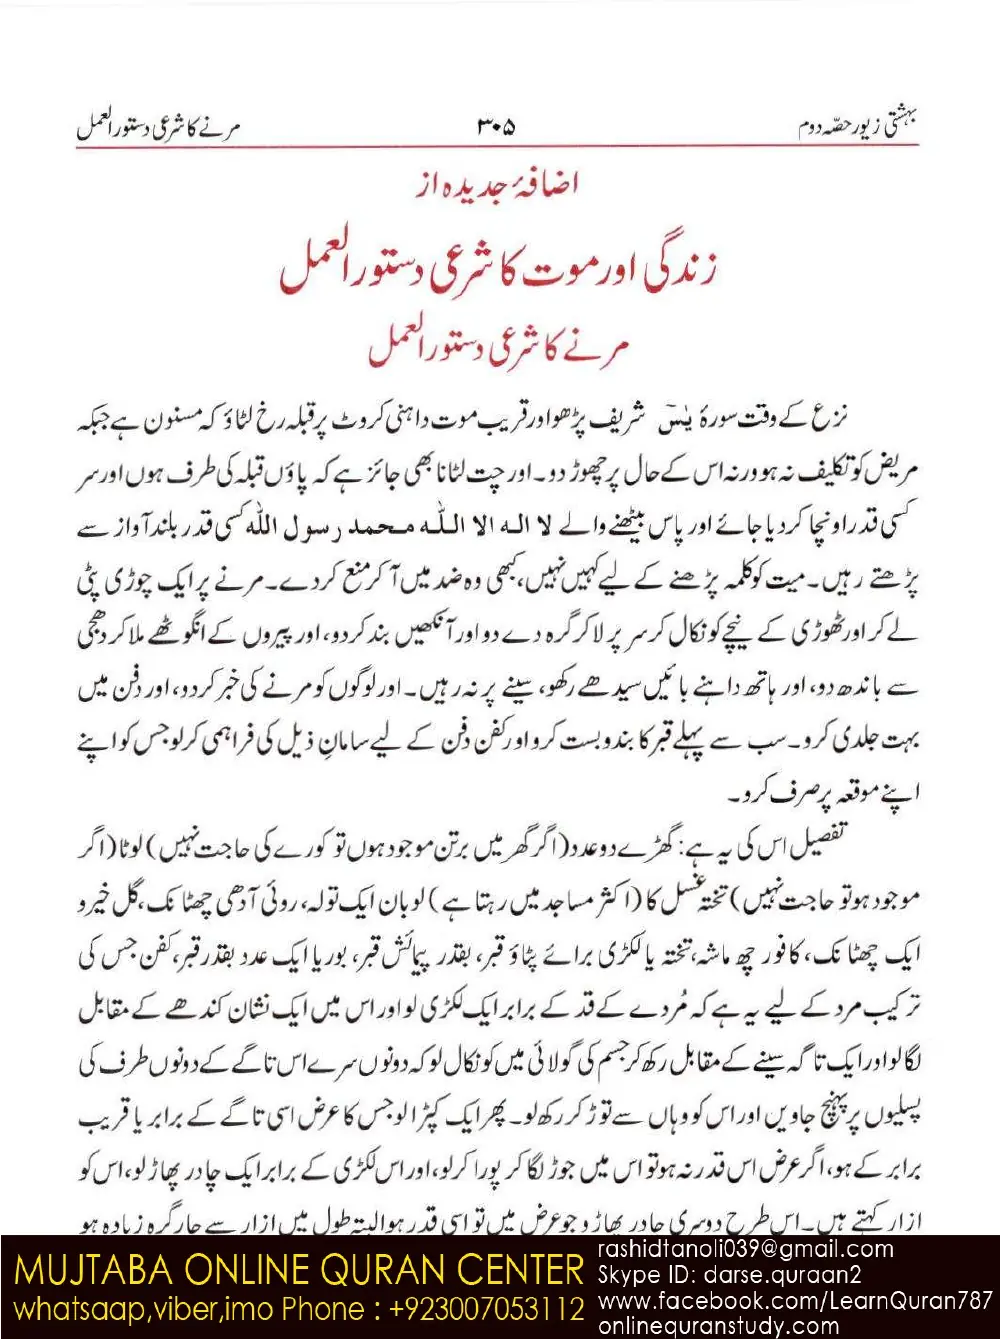 بہشتی زیور حصّہ دوم
۳۰۵
مرنے کا شرعی دستور العمل
اضافۂ جدیدہ از
زندگی اور موت کا شرعی دستور العمل
مرنے کا شرعی دستور العمل
نزع کے وقت سورۂ یٰسٓ شریف پڑھو اور قریب موت داہنی کروٹ پر قبلہ رخ لٹاؤ کہ مسنون ہے جبکہ
مریض کو تکلیف نہ ہو ورنہ اس کے حال پر چھوڑ دو۔ اور چت لٹانا بھی جائز ہے کہ پاؤں قبلہ کی طرف ہوں اور سر
کسی قدر اونچا کر دیا جائے اور پاس بیٹھنے والے لا الہ الا اللہ محمد رسول اللہ کسی قدر بلند آواز سے
پڑھتے رہیں۔ میت کو کلمہ پڑھنے کے لیے کہیں نہیں، کبھی وہ ضد میں آ کر منع کر دے۔ مرنے پر ایک چوڑی پٹی
لے کر اور ٹھوڑی کے نیچے کو نکال کر سر پر لا کر گرہ دے دو اور آنکھیں بند کر دو، اور پیروں کے انگوٹھے ملا کر دھجی
سے باندھ دو، اور ہاتھ داہنے بائیں سیدھے رکھو، سینے پر نہ رہیں۔ اور لوگوں کو مرنے کی خبر کر دو، اور دفن میں
بہت جلدی کرو۔ سب سے پہلے قبر کا بندوبست کرو اور کفن دفن کے لیے سامانِ ذیل کی فراہمی کر لو جس کو اپنے
اپنے موقعہ پر صرف کرو۔
تفصیل اس کی یہ ہے: گھڑے دو عدد (اگر گھر میں برتن موجود ہوں تو کورے کی حاجت نہیں) لوٹا (اگر
موجود ہو تو حاجت نہیں) تختہ غسل کا (اکثر مساجد میں رہتا ہے) لوبان ایک تولہ، روئی آدھی چھٹانک، گل خیرو
ایک چھٹانک، کافور چھ ماشہ، تختہ یا لکڑی برائے پٹاؤ قبر، بقدر پیمائش قبر، بوریا ایک عدد بقدر قبر، کفن جس کی
ترکیب مرد کے لیے یہ ہے کہ مُردے کے قد کے برابر ایک لکڑی لو اور اس میں ایک نشان کندھے کے مقابل
لگا لو اور ایک تاگہ سینے کے مقابل رکھ کر جسم کی گولائی میں کو نکال لو کہ دونوں سرے اس تاگے کے دونوں طرف کی
پسلیوں پر پہنچ جاویں اور اس کو وہاں سے توڑ کر رکھ لو۔ پھر ایک کپڑا لو جس کا عرض اسی تاگے کے برابر یا قریب
برابر کے ہو، اگر عرض اس قدر نہ ہو تو اس میں جوڑ لگا کر پورا کر لو، اور اس لکڑی کے برابر ایک چادر پھاڑ لو، اس کو
ازار کہتے ہیں۔ اس طرح دوسری چادر پھاڑو جو عرض میں تو اسی قدر ہو البتہ طول میں ازار سے چار گرہ زیادہ ہو
MUJTABA ONLINE QURAN CENTER
whatsaap,viber,imo Phone : +923007053112
rashidtanoli039@gmail.com
Skype ID: darse.quraan2
www.facebook.com/LearnQuran787
onlinequranstudy.com